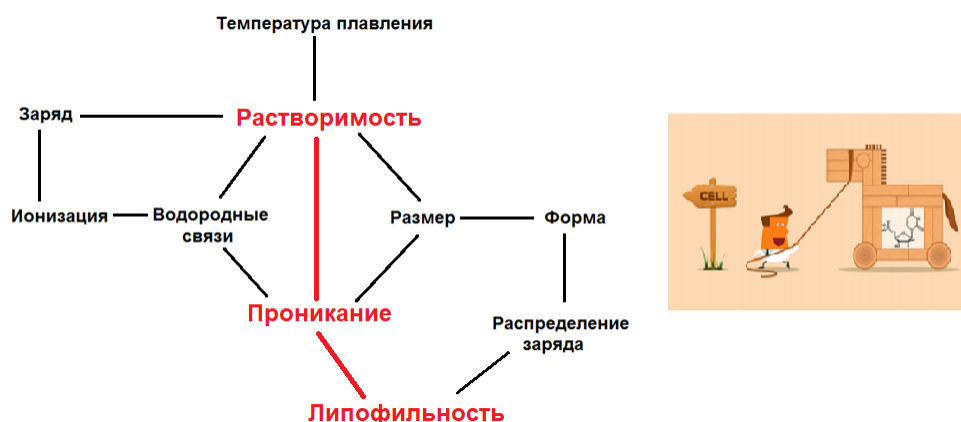 Температура плавления
Заряд
Растворимость
Ионизация
Водородные
связи
Размер
Форма
CELL
Проникание
Распределение
заряда
Липофильность